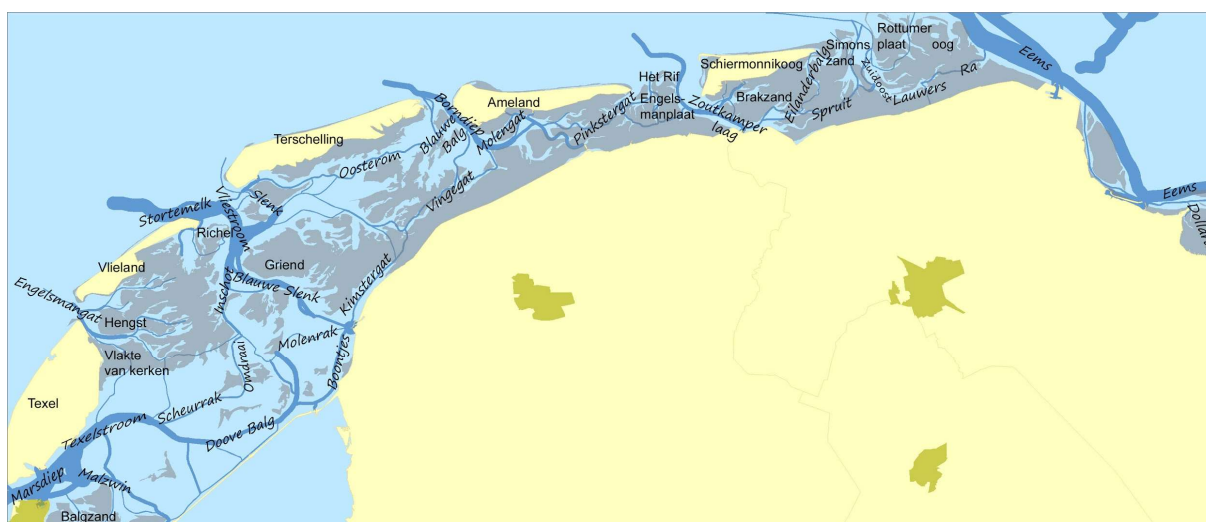 Rottumer
plaat oog
Simons
zand
Eems
Schiermonnikoog
Het Rif
Zuidoost
Eilanderbalg
Ra
Lauwers
Brakzand
Engels-
manplaat
Spruit
Zoutkamper
laag
Ameland
Pinkstergat
Borndiep
Molengat
Blauwe
Balg
Terschelling
Oosterom
Vingegat
Eems
Dollard
Slenk
Vliestroom
Stortemelk
Richel
Vlieland
Griend
Inschot
Blauwe Slenk
Kimstergat
Engelsmangat
Hengst
Molenrak
Vlakte
van kerken
Omdraai
Boontjes
Texel
Scheurrak
Texelstroom
Doove Balg
Marsdiep
Malzwin
Balgzand